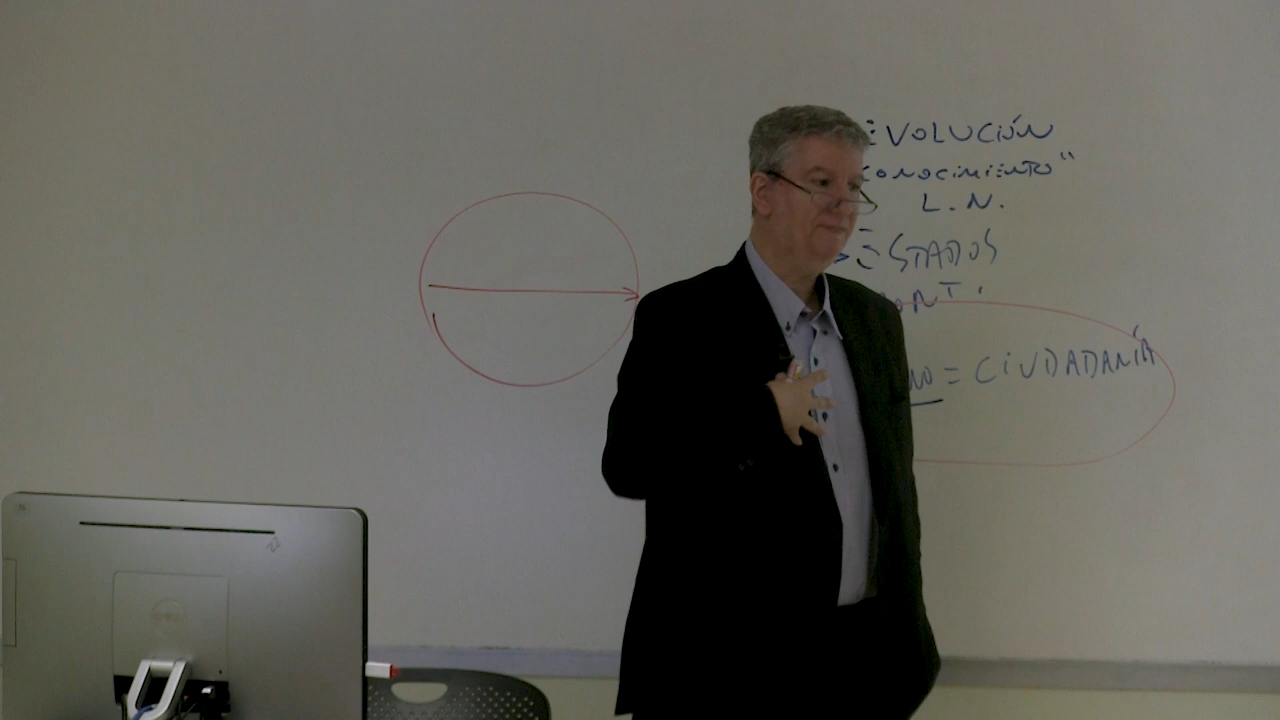 EVOLUCIÓN
CONOCIMIENTO"
L.N.
ESTADOS
= CIUDADANÍA